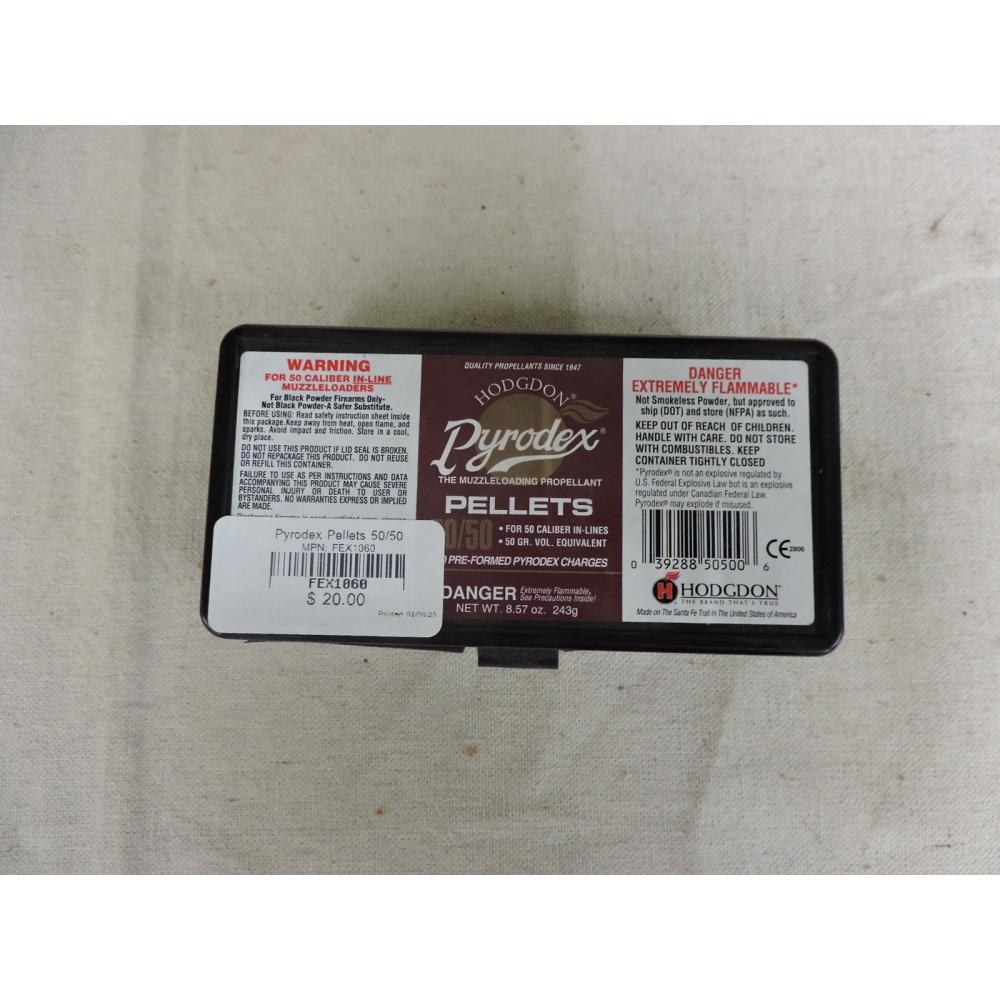 WARNING
FOR 50 CALIBER IN-LINE
MUZZLELOADERS
For Black Powder Firearms Only-
Not Black Powder-A Safer Substitute.
BEFORE USING: Read safety instruction sheet inside
this package. Keep away from heat, open flame, and
sparks. Avoid impact and friction. Store in a cool,
dry place.
DO NOT USE THIS PRODUCT IF LID SEAL IS BROKEN.
DO NOT REPACKAGE THIS PRODUCT. DO NOT REUSE
OR REFILL THIS CONTAINER.
FAILURE TO USE AS PER INSTRUCTIONS AND DATA
ACCOMPANYING THIS PRODUCT MAY CAUSE SEVERE
PERSONAL INJURY OR DEATH TO USER OR
BYSTANDERS. NO WARRANTIES EXPRESS OR IMPLIED
ARE MADE.
Pyrodex Pellets 50/50
MPN: FEX1060
FEX1060
$ 20.00
Printed
QUALITY PROPELLANTS SINCE 1947
HODGDON®
Pyrodex®
THE MUZZLELOADING PROPELLANT
PELLETS
0/50
• FOR 50 CALIBER IN-LINES
• 50 GR. VOL. EQUIVALENT
PRE-FORMED PYRODEX CHARGES
DANGER Extremely Flammable.
See Precautions Inside!
NET WT. 8.57 oz. 243g
DANGER
EXTREMELY FLAMMABLE*
Not Smokeless Powder, but approved to
ship (DOT) and store (NFPA) as such.
KEEP OUT OF REACH OF CHILDREN.
HANDLE WITH CARE. DO NOT STORE
WITH COMBUSTIBLES. KEEP
CONTAINER TIGHTLY CLOSED
*Pyrodex® is not an explosive regulated by
U.S. Federal Explosive Law but is an explosive
regulated under Canadian Federal Law.
Pyrodex® may explode if misused.
0 39288 50500 6
CE 2806
H HODGDON®
THE BRAND THAT'S TRUE
Made on The Santa Fe Trail In The United States of America